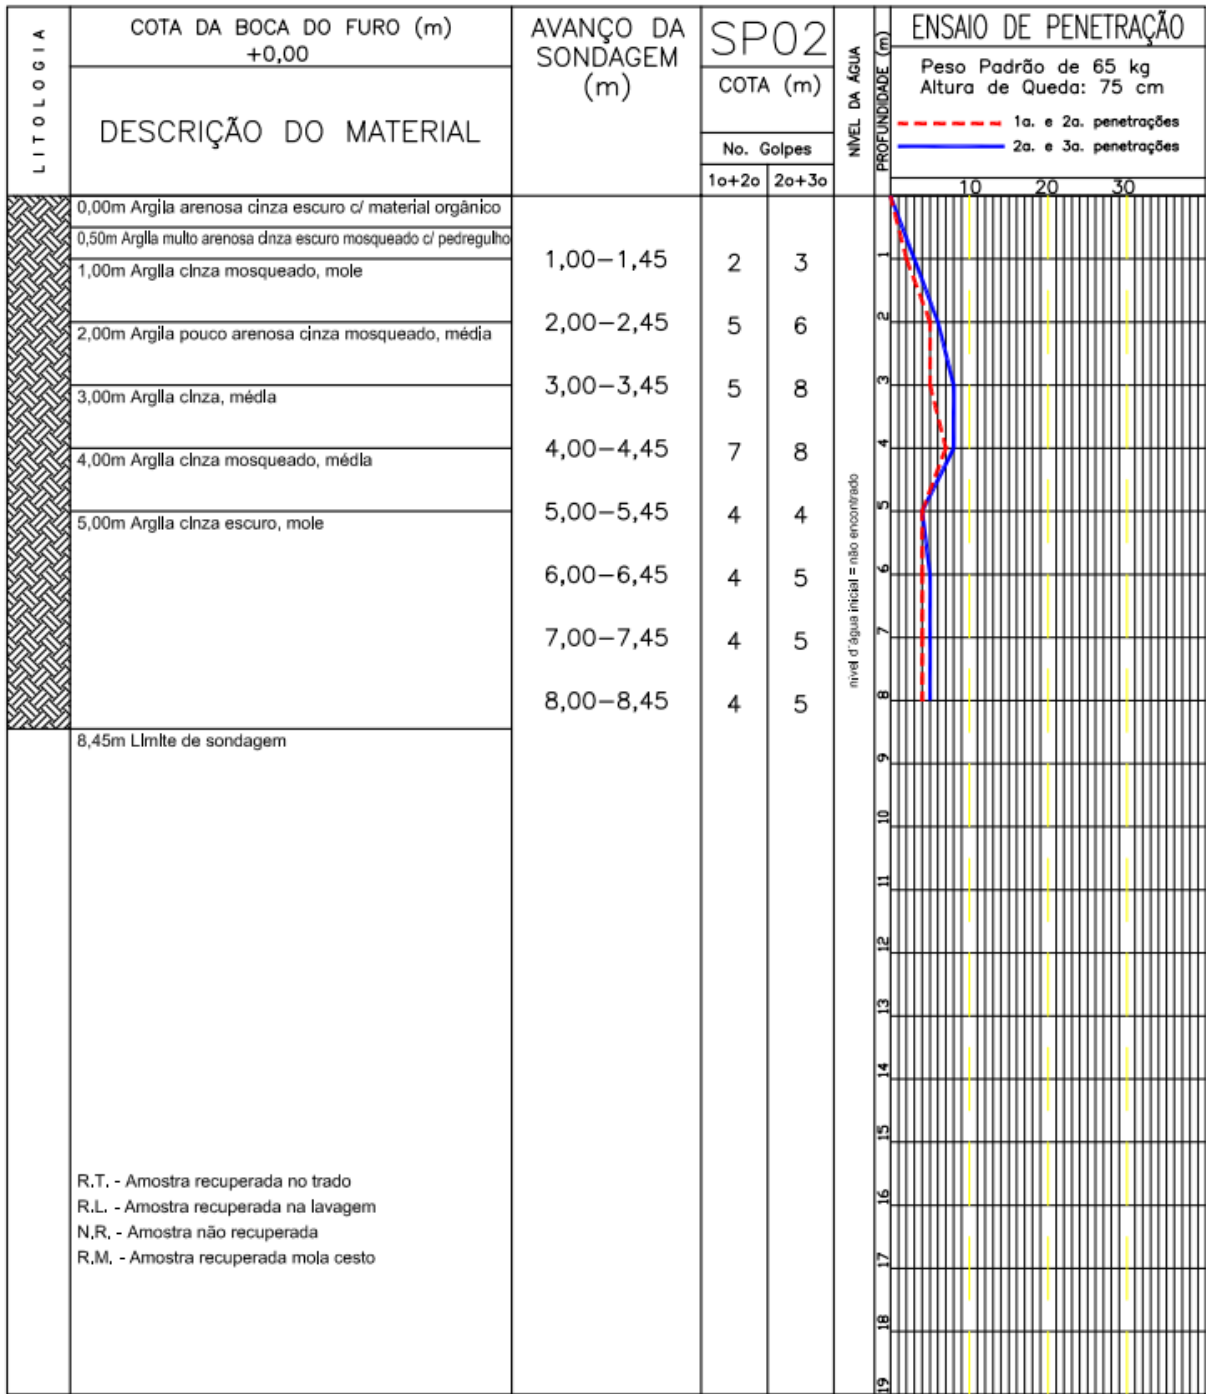 LITOLOGIA
COTA DA BOCA DO FURO (m)
+0,00
DESCRIÇÃO DO MATERIAL
AVANÇO DA
SONDAGEM
(m)
SP02
COTA (m)
No. Golpes
1o+2o 2o+3o
NIVEL DA ÁGUA
PROFUNDIDADE (m)
ENSAIO DE PENETRAÇÃO
Peso Padrão de 65 kg
Altura de Queda: 75 cm
1a. e 2a. penetrações
2a. e 3a. penetrações
10 20 30
0,00m Argila arenosa cinza escuro c/ material orgânico
0,50m Argila muito arenosa cinza escuro mosqueado c/ pedregulho
1,00m Argila cinza mosqueado, mole
2,00m Argila pouco arenosa cinza mosqueado, média
3,00m Argila cinza, média
4,00m Argila cinza mosqueado, média
5,00m Argila cinza escuro, mole
8,45m Limite de sondagem
1,00-1,45 2 3
2,00-2,45 5 6
3,00-3,45 5 8
4,00-4,45 7 8
5,00-5,45 4 4
6,00-6,45 4 5
7,00-7,45 4 5
8,00-8,45 4 5
nível d'água inicial = não encontrado
1
2
3
4
5
6
7
8
9
10
11
12
13
14
15
16
17
18
19
R.T. - Amostra recuperada no trado
R.L. - Amostra recuperada na lavagem
N.R. - Amostra não recuperada
R.M. - Amostra recuperada mola cesto